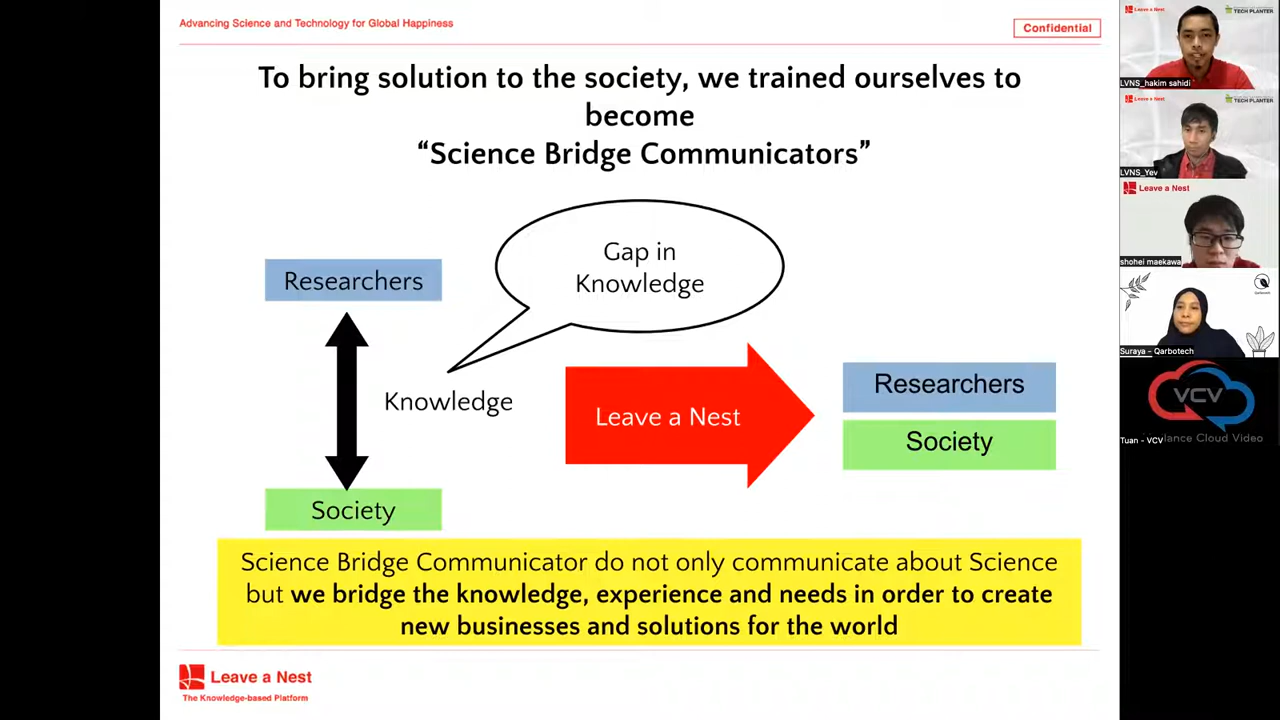 Advancing Science and Technology for Global Happiness
Confidential
To bring solution to the society, we trained ourselves to
become
“Science Bridge Communicators”
Gap in
Knowledge
Researchers
Knowledge
Society
Leave a Nest
Researchers
Society
Science Bridge Communicator do not only communicate about Science
but we bridge the knowledge, experience and needs in order to create
new businesses and solutions for the world
Leave a Nest
The Knowledge-based Platform
Leave a Nest
TECH PLANTER
LVNS_hakim sahidi
Leave a Nest
TECH PLANTER
LVNS_Yev
Leave a Nest
shohei maekawa
Suraya - Qarbotech
VCV
Tuan - VCV
lance Cloud Video